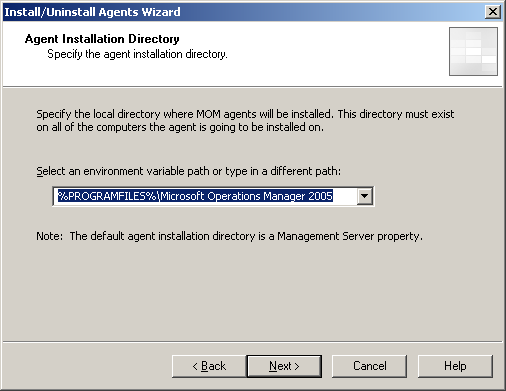 Install/Uninstall Agents Wizard
Agent Installation Directory
Specify the agent installation directory.
Specify the local directory where MOM agents will be installed. This directory must exist
on all of the computers the agent is going to be installed on.
Select an environment variable path or type in a different path:
%PROGRAMFILES%\Microsoft Operations Manager 2005
Note: The default agent installation directory is a Management Server property.
< Back Next > Cancel Help